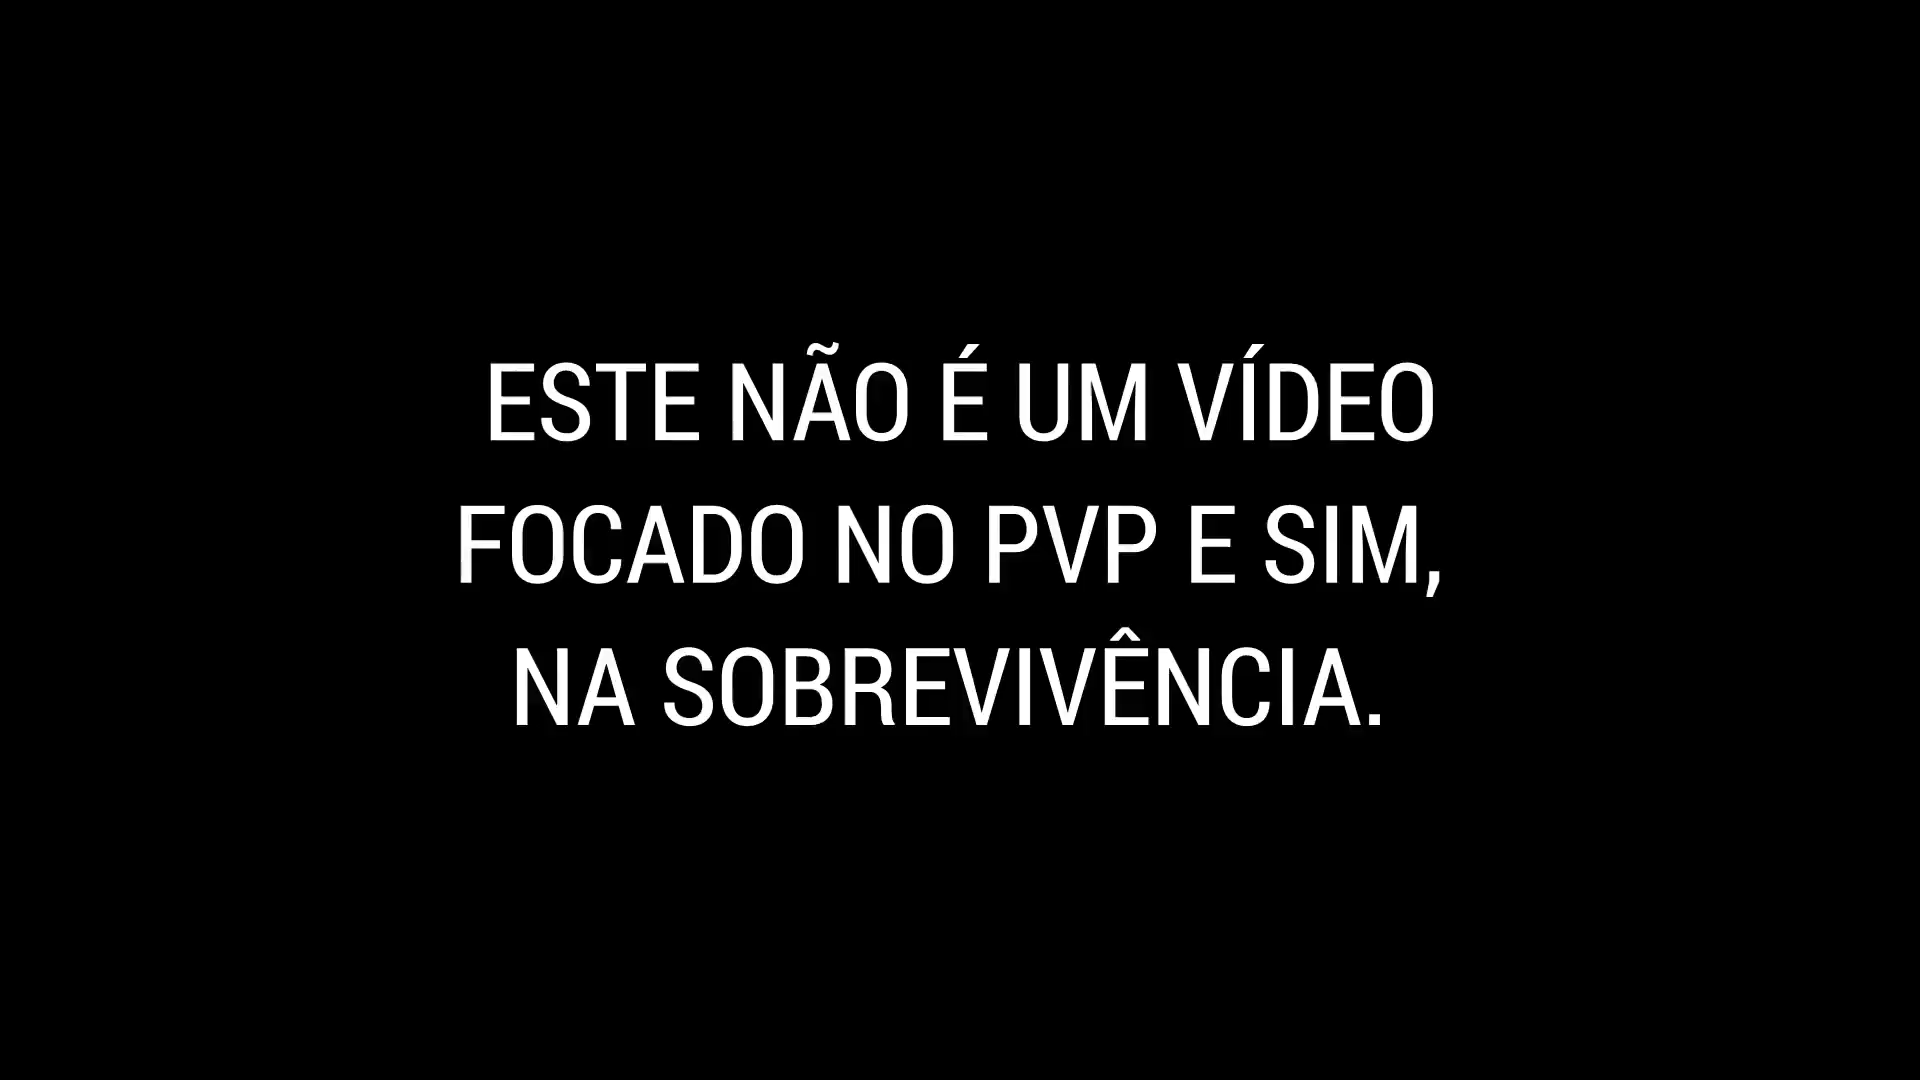 ESTE NÃO É UM VÍDEO
FOCADO NO PVP E SIM,
NA SOBREVIVÊNCIA.